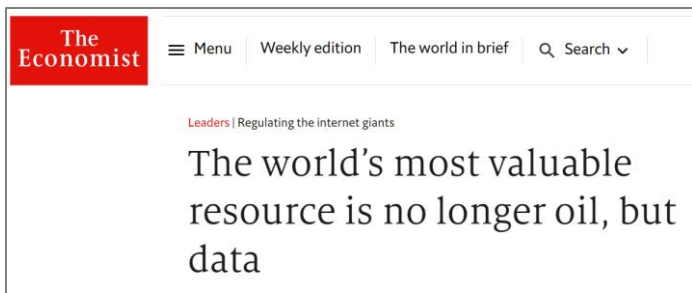 The
Economist
Menu
Weekly edition
The world in brief
Search
Leaders | Regulating the internet giants
The world’s most valuable
resource is no longer oil, but
data